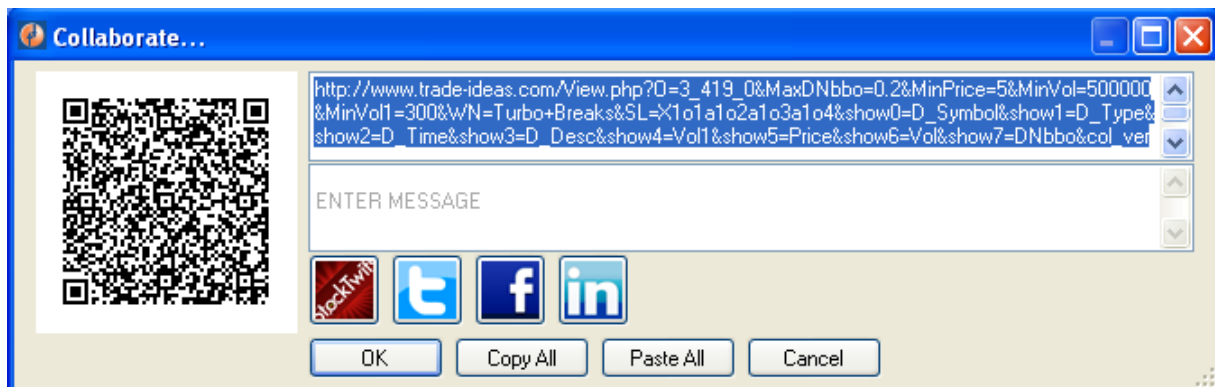 Collaborate...
http://www.trade-ideas.com/View.php?O=3_419_0&MaxDNbbo=0.2&MinPrice=5&MinVol=500000
&MinVol1=300&WN=Turbo+Breaks&SL=X1o1a1o2a1o3a1o4&show0=D_Symbol&show1=D_Type&
show2=D_Time&show3=D_Desc&show4=Vol1&show5=Price&show6=Vol&show7=DNbbo&col_ver
ENTER MESSAGE
StockTwits t f in
OK Copy All Paste All Cancel